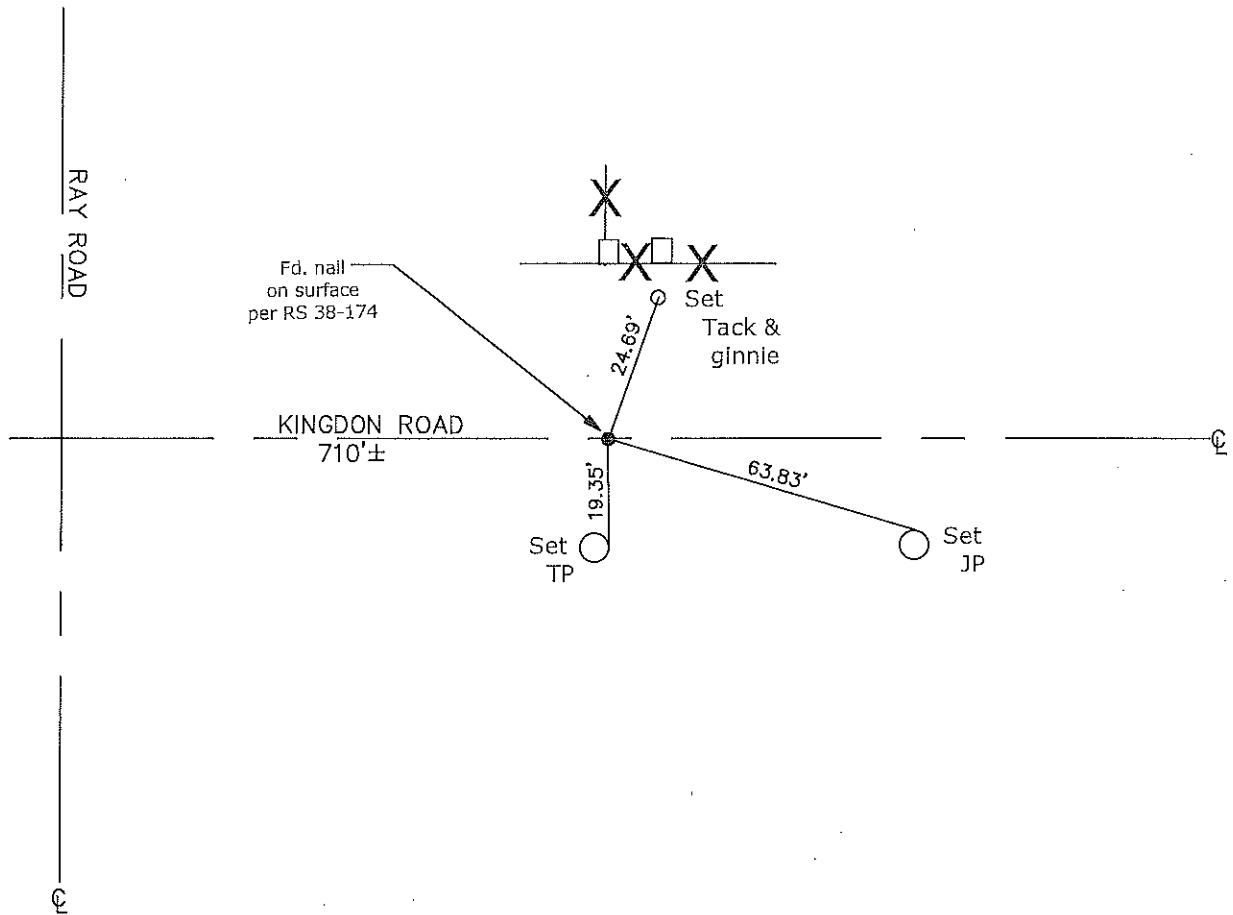 RAY ROAD
Fd. nail
on surface
per RS 38-174
Set
Tack &
ginnie
24.69'
KINGDON ROAD
710'±
℄
63.83'
19.35'
Set
TP
Set
JP
℄